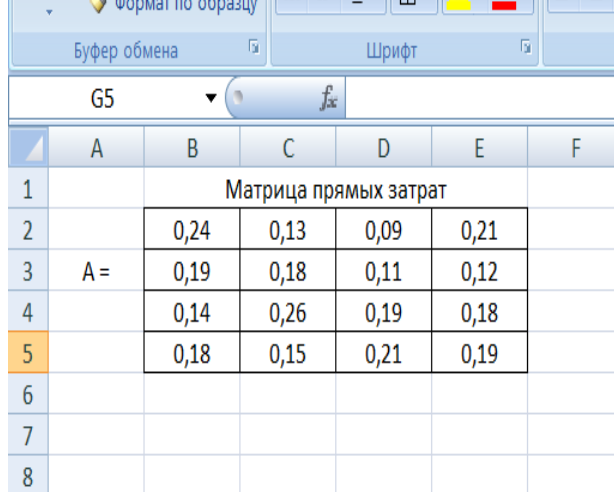 Формат по образцу
Буфер обмена Шрифт
G5 fx
A B C D E F
1 Матрица прямых затрат
2 0,24 0,13 0,09 0,21
3 A = 0,19 0,18 0,11 0,12
4 0,14 0,26 0,19 0,18
5 0,18 0,15 0,21 0,19
6
7
8